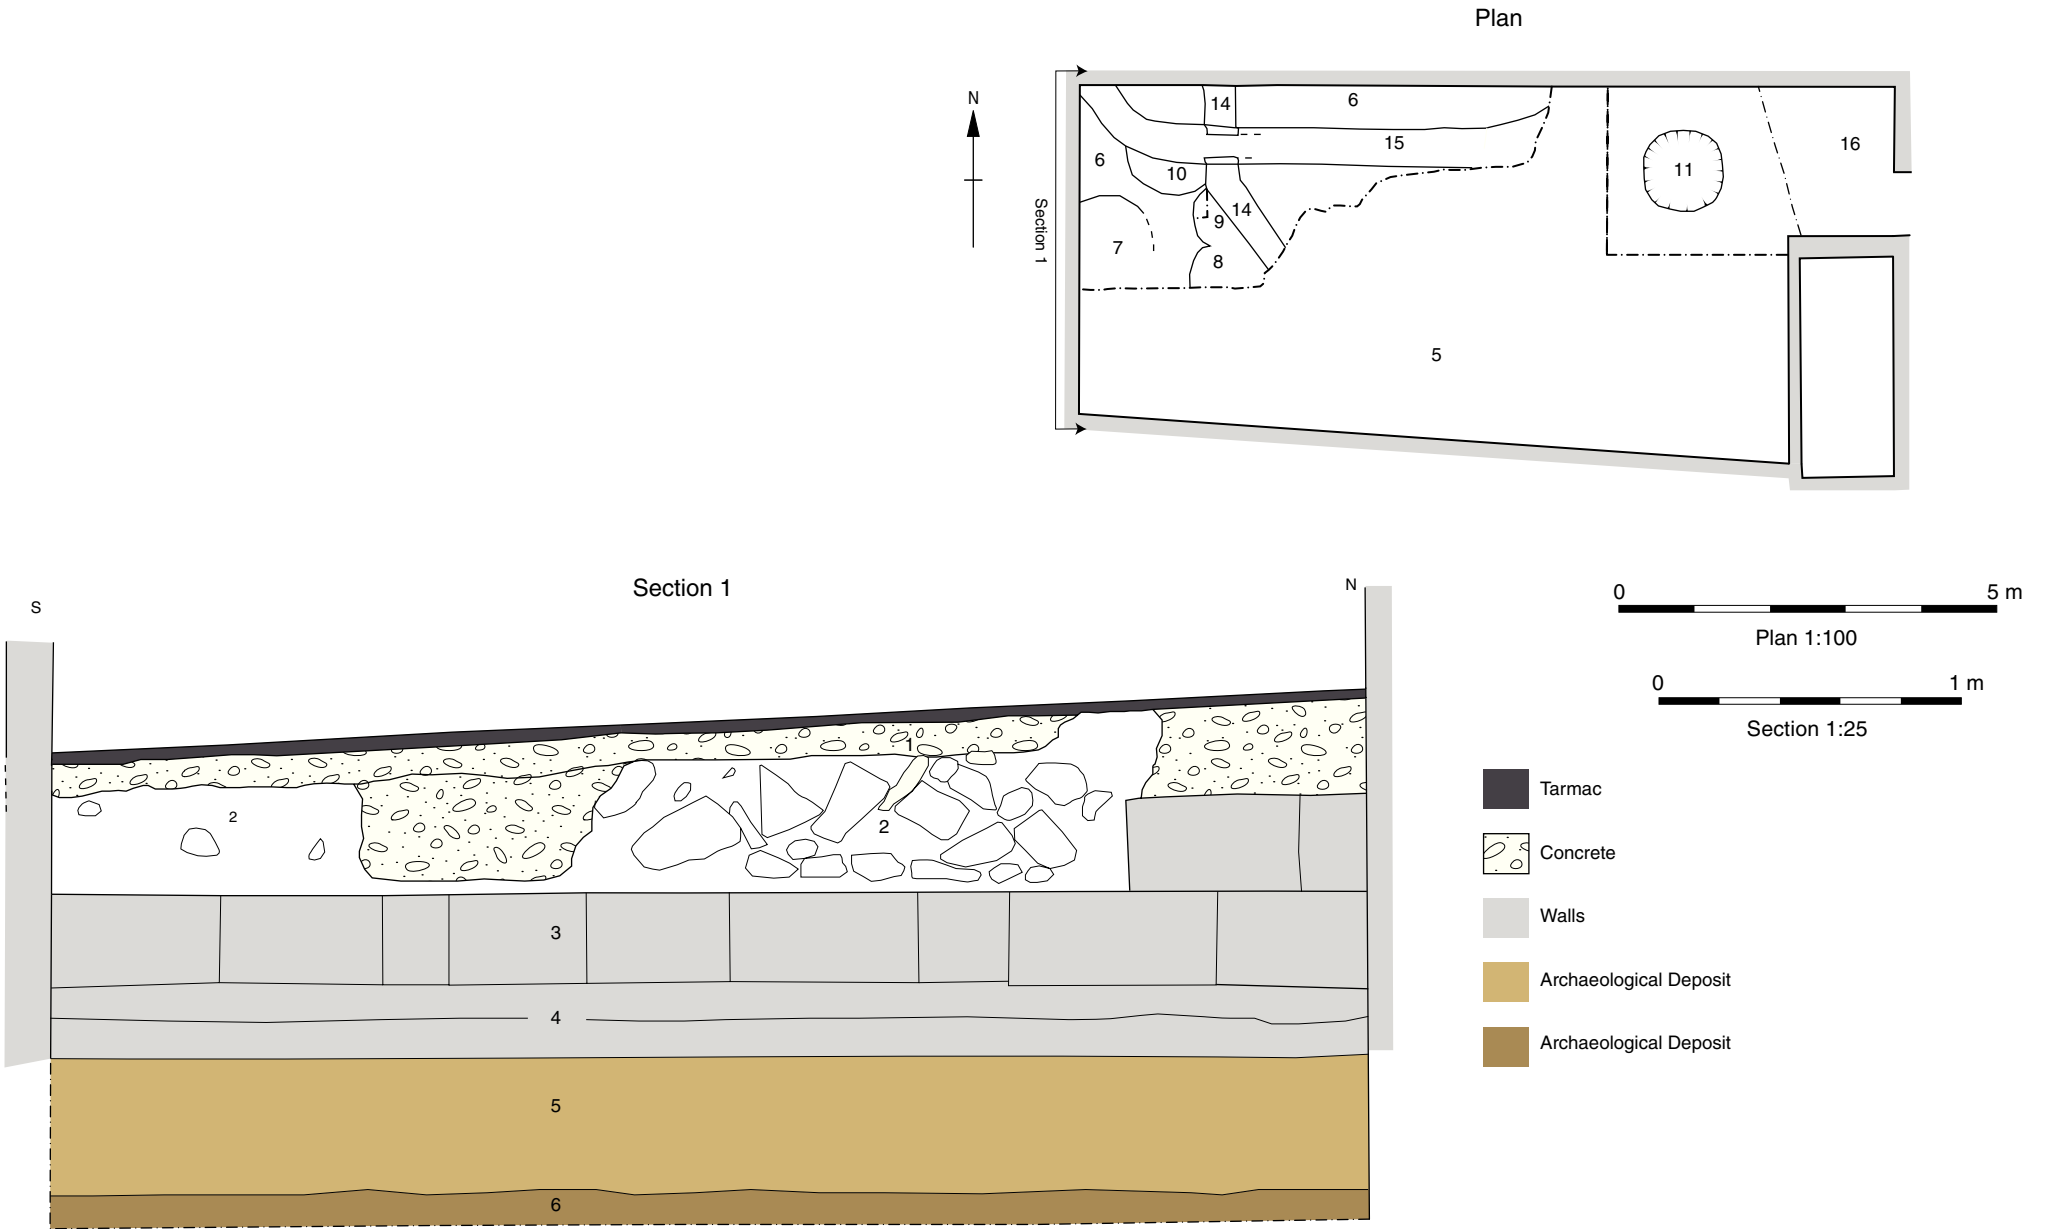 Plan
N
14
6
15
16
6
10
11
14
9
Section 1
7
8
5
Section 1
N
S
0 5 m
Plan 1:100
0 1 m
Section 1:25
1
Tarmac
2
2
Concrete
3
Walls
4
Archaeological Deposit
5
Archaeological Deposit
6